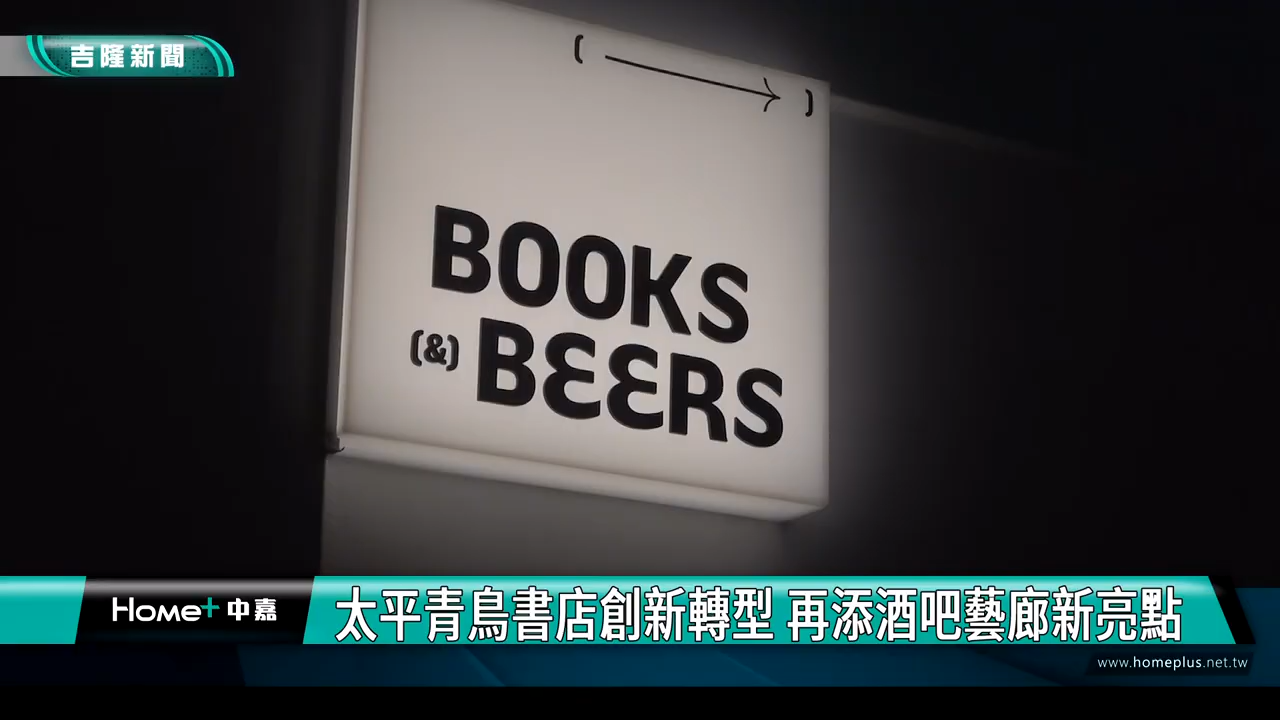 吉隆新聞
( → )
BOOKS
(&) BEERS
Home+ 中嘉
太平青鳥書店創新轉型 再添酒吧藝廊新亮點
www.homeplus.net.tw